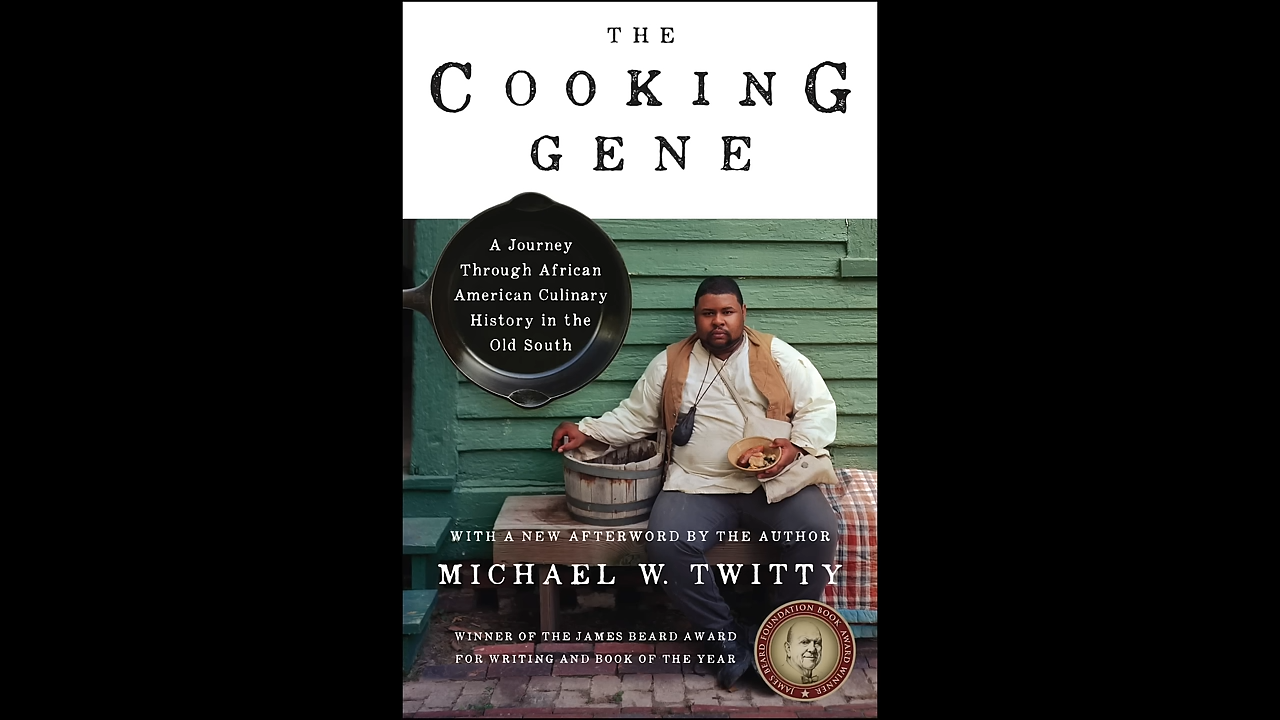 THE
COOKING
GENE
A Journey
Through African
American Culinary
History in the
Old South
WITH A NEW AFTERWORD BY THE AUTHOR
MICHAEL W. TWITTY
WINNER OF THE JAMES BEARD AWARD
FOR WRITING AND BOOK OF THE YEAR
JAMES BEARD FOUNDATION BOOK AWARD WINNER